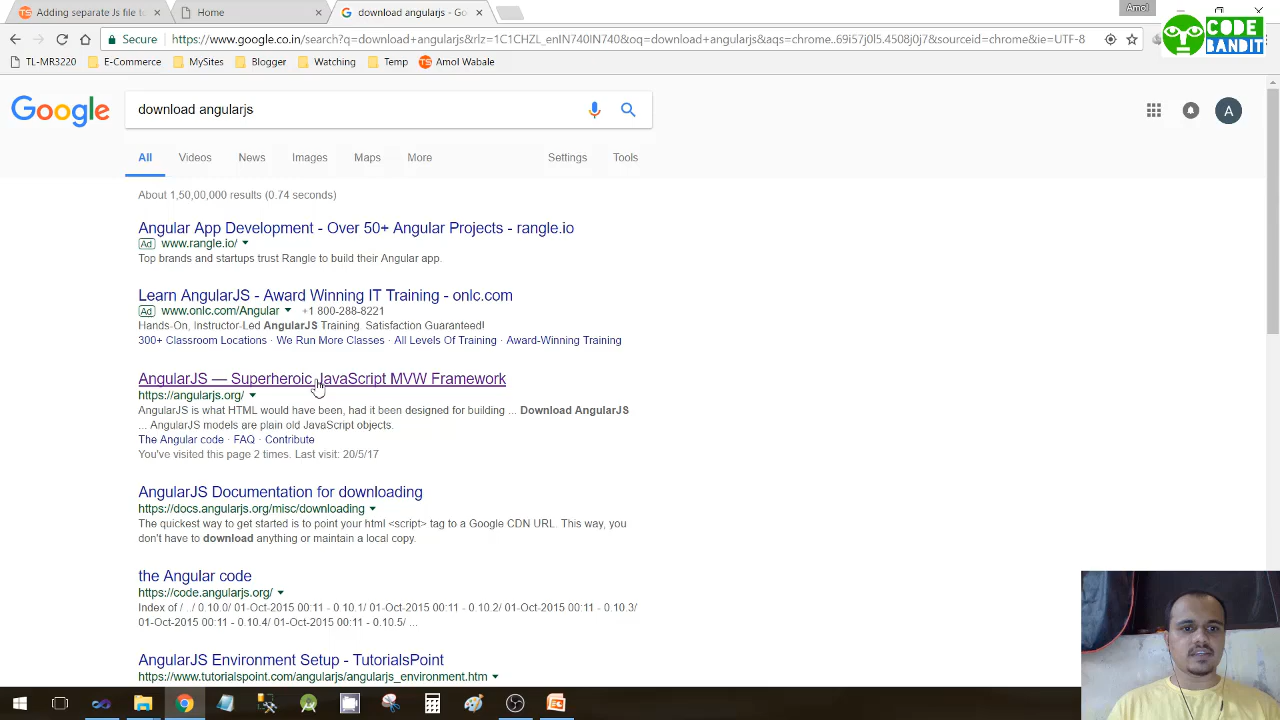 Adding separate Js file to
Home
download angularjs - Go
Amol
Secure
https://www.google.co.in/search?q=download+angularjs&
=chrome..69i57j0l5.4508j0j7&sourceid=chrome&ie=UTF-8
CODE
BANDIT
TL-MR3220
E-Commerce
MySites
Blogger
Watching
Temp
Amol Wabale
Google
download angularjs
A
All Videos News Images Maps More Settings Tools
About 1,50,00,000 results (0.74 seconds)
Angular App Development - Over 50+ Angular Projects - rangle.io
Ad www.rangle.io/
Top brands and startups trust Rangle to build their Angular app.
Learn AngularJS - Award Winning IT Training - onlc.com
Ad www.onlc.com/Angular +1 800-288-8221
Hands-On, Instructor-Led AngularJS Training. Satisfaction Guaranteed!
300+ Classroom Locations · We Run More Classes · All Levels Of Training · Award-Winning Training
AngularJS — Superheroic JavaScript MVW Framework
https://angularjs.org/
AngularJS is what HTML would have been, had it been designed for building ... Download AngularJS
... AngularJS models are plain old JavaScript objects.
The Angular code · FAQ · Contribute
You've visited this page 2 times. Last visit: 20/5/17
AngularJS Documentation for downloading
https://docs.angularjs.org/misc/downloading
The quickest way to get started is to point your html <script> tag to a Google CDN URL. This way, you
don't have to download anything or maintain a local copy.
the Angular code
https://code.angularjs.org/
Index of / ../ 0.10.0/ 01-Oct-2015 00:11 - 0.10.1/ 01-Oct-2015 00:11 - 0.10.2/ 01-Oct-2015 00:11 - 0.10.3/
01-Oct-2015 00:11 - 0.10.4/ 01-Oct-2015 00:11 - 0.10.5/ ...
AngularJS Environment Setup - TutorialsPoint
https://www.tutorialspoint.com/angularjs/angularjs_environment.htm